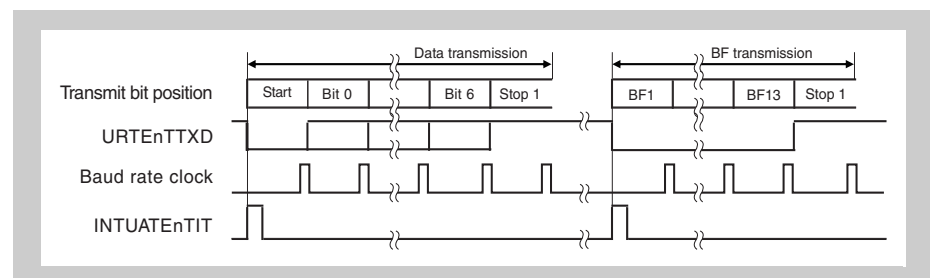 Data transmission BF transmission
Transmit bit position Start Bit 0 Bit 6 Stop 1 BF1 BF13 Stop 1
URTEnTTXD
Baud rate clock
INTUATEnTIT